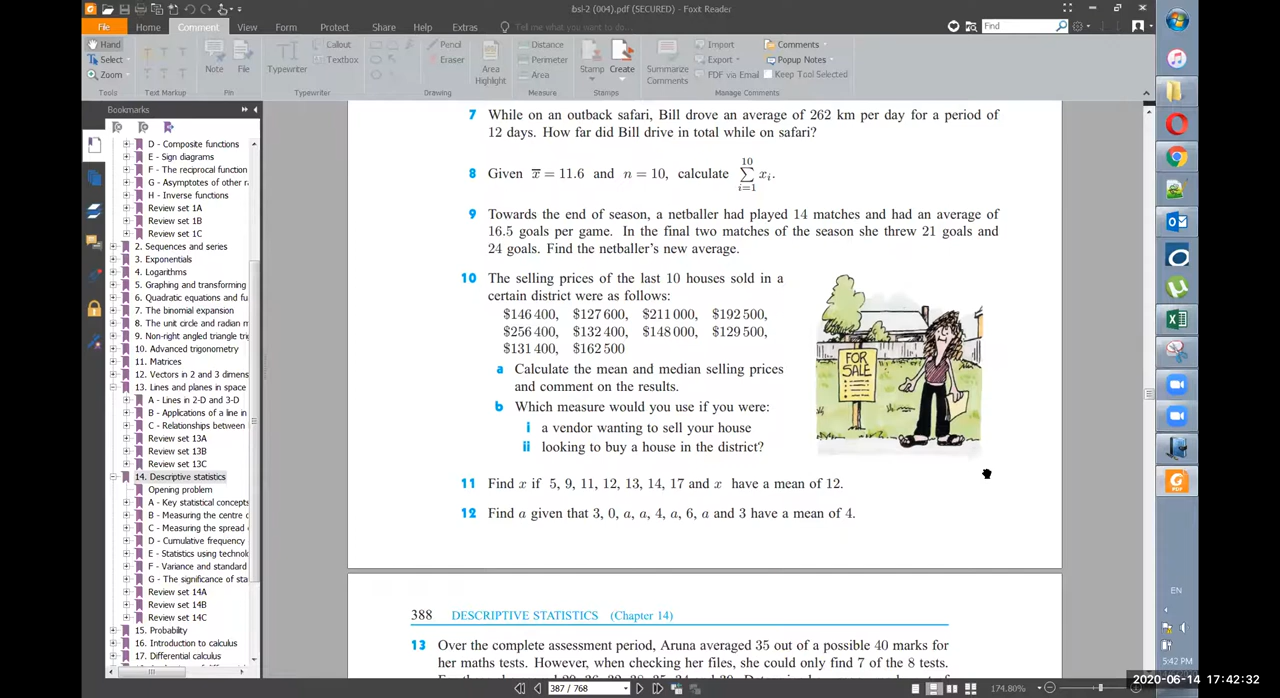 bsl-2 (004).pdf (SECURED) - Foxit Reader
File Home Comment View Form Protect Share Help Extras Tell me what you want to do... Find
Hand
Select
Zoom
Tools
Text Markup
Note File
Typewriter
Callout
Textbox
Typewriter
Pencil
Eraser
Drawing
Area
Highlight
Distance
Perimeter
Area
Measure
Stamp Create
Stamps
Summarize
Comments
Import
Export
FDF via Email
Comments
Popup Notes
Keep Tool Selected
Manage Comments
Bookmarks
D - Composite functions
E - Sign diagrams
F - The reciprocal function
G - Asymptotes of other r
H - Inverse functions
Review set 1A
Review set 1B
Review set 1C
2. Sequences and series
3. Exponentials
4. Logarithms
5. Graphing and transforming
6. Quadratic equations and fu
7. The binomial expansion
8. The unit circle and radian m
9. Non-right angled triangle tri
10. Advanced trigonometry
11. Matrices
12. Vectors in 2 and 3 dimens
13. Lines and planes in space
A - Lines in 2-D and 3-D
B - Applications of a line in
C - Relationships between
Review set 13A
Review set 13B
Review set 13C
14. Descriptive statistics
Opening problem
A - Key statistical concepts
B - Measuring the centre o
C - Measuring the spread
D - Cumulative frequency
E - Statistics using technolo
F - Variance and standard
G - The significance of sta
Review set 14A
Review set 14B
Review set 14C
15. Probability
16. Introduction to calculus
17. Differential calculus
7 While on an outback safari, Bill drove an average of 262 km per day for a period of
12 days. How far did Bill drive in total while on safari?
8 Given x̅ = 11.6 and n = 10, calculate ∑ 10 i=1 xᵢ.
9 Towards the end of season, a netballer had played 14 matches and had an average of
16.5 goals per game. In the final two matches of the season she threw 21 goals and
24 goals. Find the netballer's new average.
10 The selling prices of the last 10 houses sold in a
certain district were as follows:
$146 400, $127 600, $211 000, $192 500,
$256 400, $132 400, $148 000, $129 500,
$131 400, $162 500
a Calculate the mean and median selling prices
and comment on the results.
b Which measure would you use if you were:
i a vendor wanting to sell your house
ii looking to buy a house in the district?
FOR
SALE
11 Find x if 5, 9, 11, 12, 13, 14, 17 and x have a mean of 12.
12 Find a given that 3, 0, a, a, 4, a, 6, a and 3 have a mean of 4.
388 DESCRIPTIVE STATISTICS (Chapter 14)
13 Over the complete assessment period, Aruna averaged 35 out of a possible 40 marks for
her maths tests. However, when checking her files, she could only find 7 of the 8 tests.
387 / 768
174.80%
EN
5:42 PM
2020-06-14 17:42:32